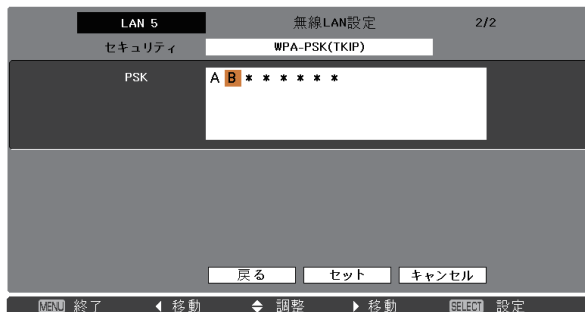 LAN 5 無線LAN設定 2/2
セキュリティ WPA-PSK(TKIP)
PSK A B * * * * * *
戻る セット キャンセル
MENU 終了 ◀ 移動 ◆ 調整 ▶ 移動 SELECT 設定